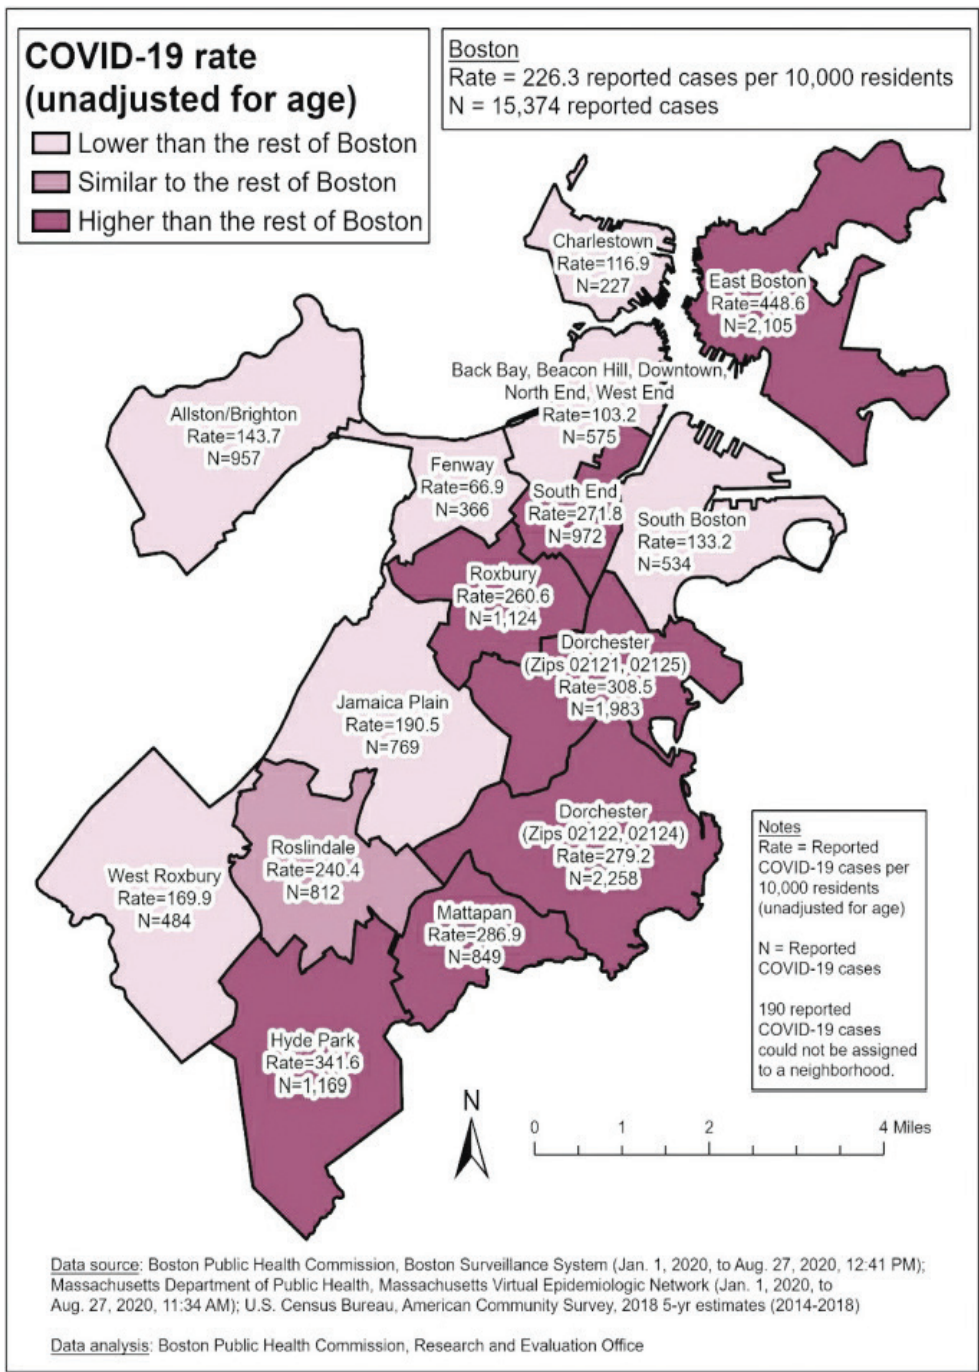 COVID-19 rate
(unadjusted for age)
Lower than the rest of Boston
Similar to the rest of Boston
Higher than the rest of Boston
Boston
Rate = 226.3 reported cases per 10,000 residents
N = 15,374 reported cases
Charlestown
Rate=116.9
N=227
East Boston
Rate=448.6
N=2,105
Back Bay, Beacon Hill, Downtown,
North End, West End
Rate=103.2
N=575
Allston/Brighton
Rate=143.7
N=957
Fenway
Rate=66.9
N=366
South End
Rate=271.8
N=972
South Boston
Rate=133.2
N=534
Roxbury
Rate=260.6
N=1,124
Dorchester
(Zips 02121, 02125)
Rate=308.5
N=1,983
Jamaica Plain
Rate=190.5
N=769
Dorchester
(Zips 02122, 02124)
Rate=279.2
N=2,258
Roslindale
Rate=240.4
N=812
West Roxbury
Rate=169.9
N=484
Mattapan
Rate=286.9
N=849
Hyde Park
Rate=341.6
N=1,169
Notes
Rate = Reported
COVID-19 cases per
10,000 residents
(unadjusted for age)
N = Reported
COVID-19 cases
190 reported
COVID-19 cases
could not be assigned
to a neighborhood.
N
0 1 2 4 Miles
Data source: Boston Public Health Commission, Boston Surveillance System (Jan. 1, 2020, to Aug. 27, 2020, 12:41 PM);
Massachusetts Department of Public Health, Massachusetts Virtual Epidemiologic Network (Jan. 1, 2020, to
Aug. 27, 2020, 11:34 AM); U.S. Census Bureau, American Community Survey, 2018 5-yr estimates (2014-2018)
Data analysis: Boston Public Health Commission, Research and Evaluation Office